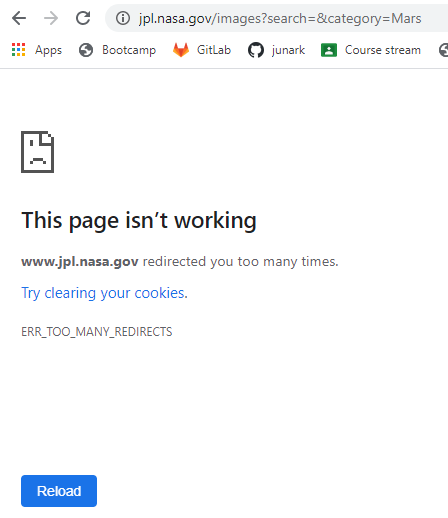 jpl.nasa.gov/images?search=&category=Mars
Apps Bootcamp GitLab junark Course stream
This page isn’t working
www.jpl.nasa.gov redirected you too many times.
Try clearing your cookies.
ERR_TOO_MANY_REDIRECTS
Reload